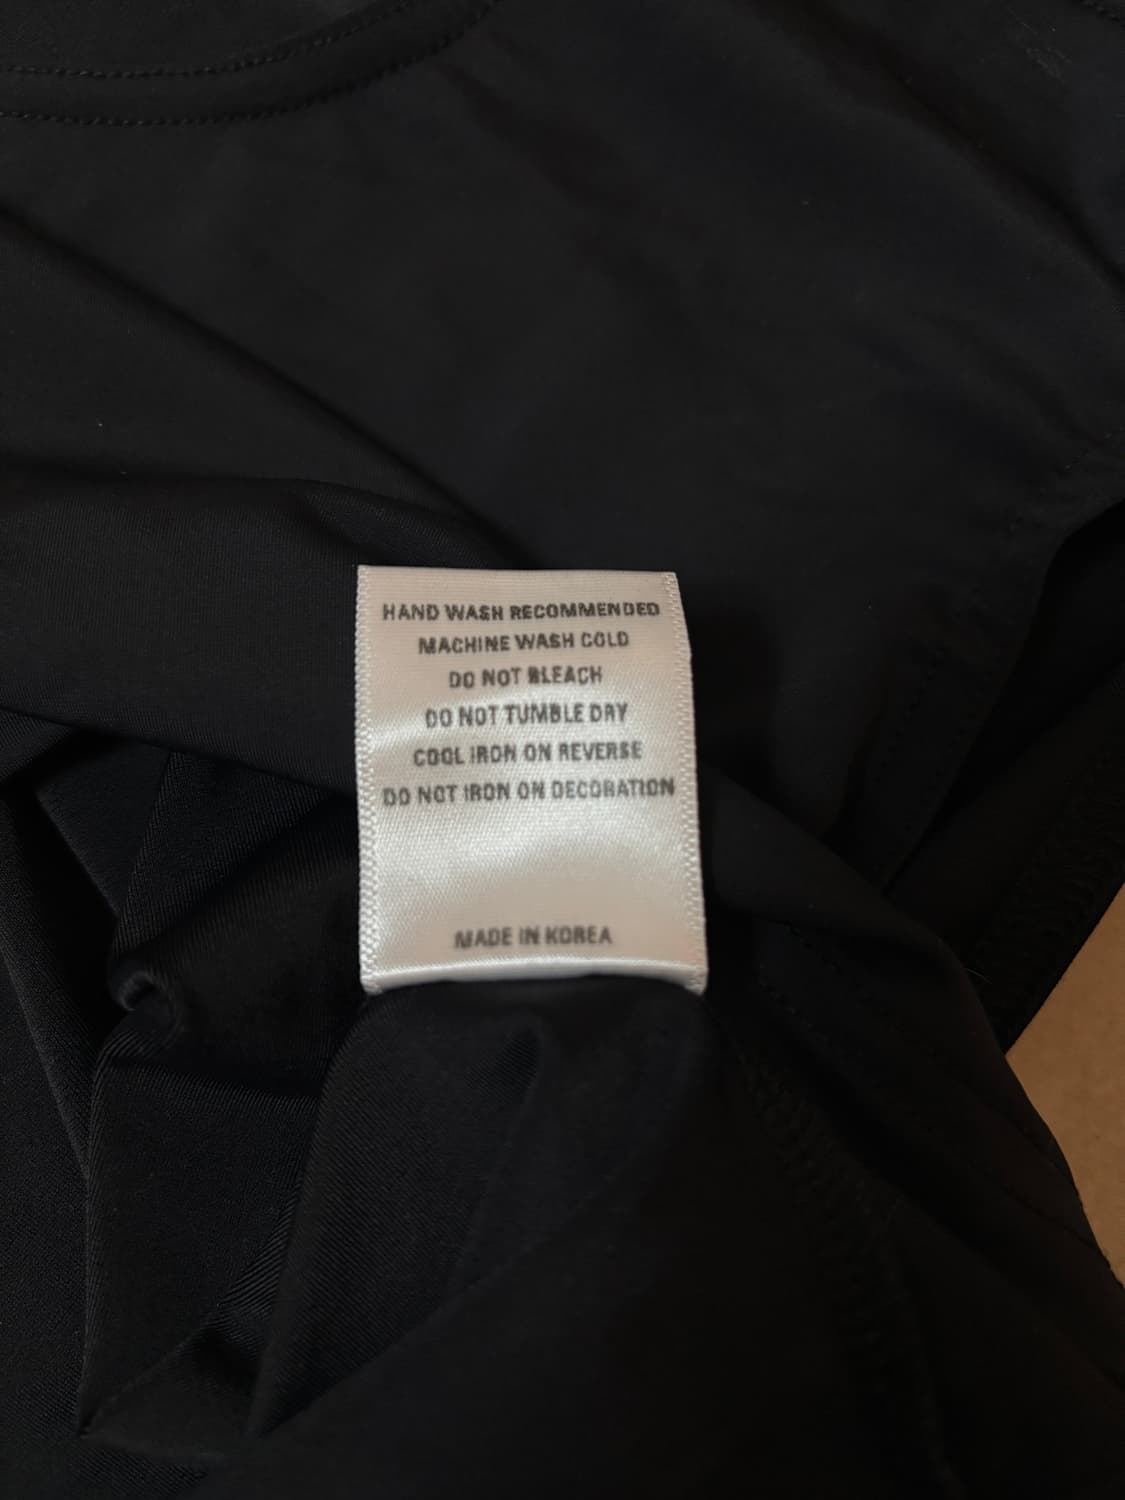 HAND WASH RECOMMENDED
MACHINE WASH COLD
DO NOT BLEACH
DO NOT TUMBLE DRY
COOL IRON ON REVERSE
DO NOT IRON ON DECORATION
MADE IN KOREA